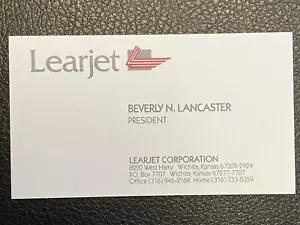 Learjet
BEVERLY N. LANCASTER
PRESIDENT
LEARJET CORPORATION
8220 West Harry Wichita, Kansas 67209-2924
P.O. Box 7707 Wichita, Kansas 67277-7707
Office (316) 946-2168 Home (316) 733-0359